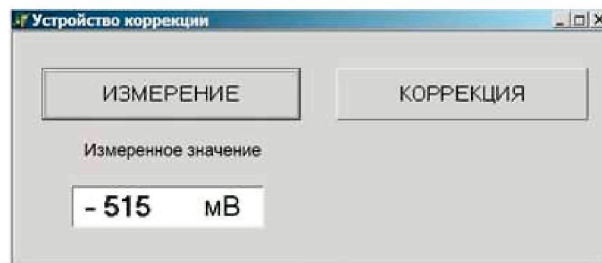 Устройство коррекции
ИЗМЕРЕНИЕ КОРРЕКЦИЯ
Измеренное значение
- 515 мВ